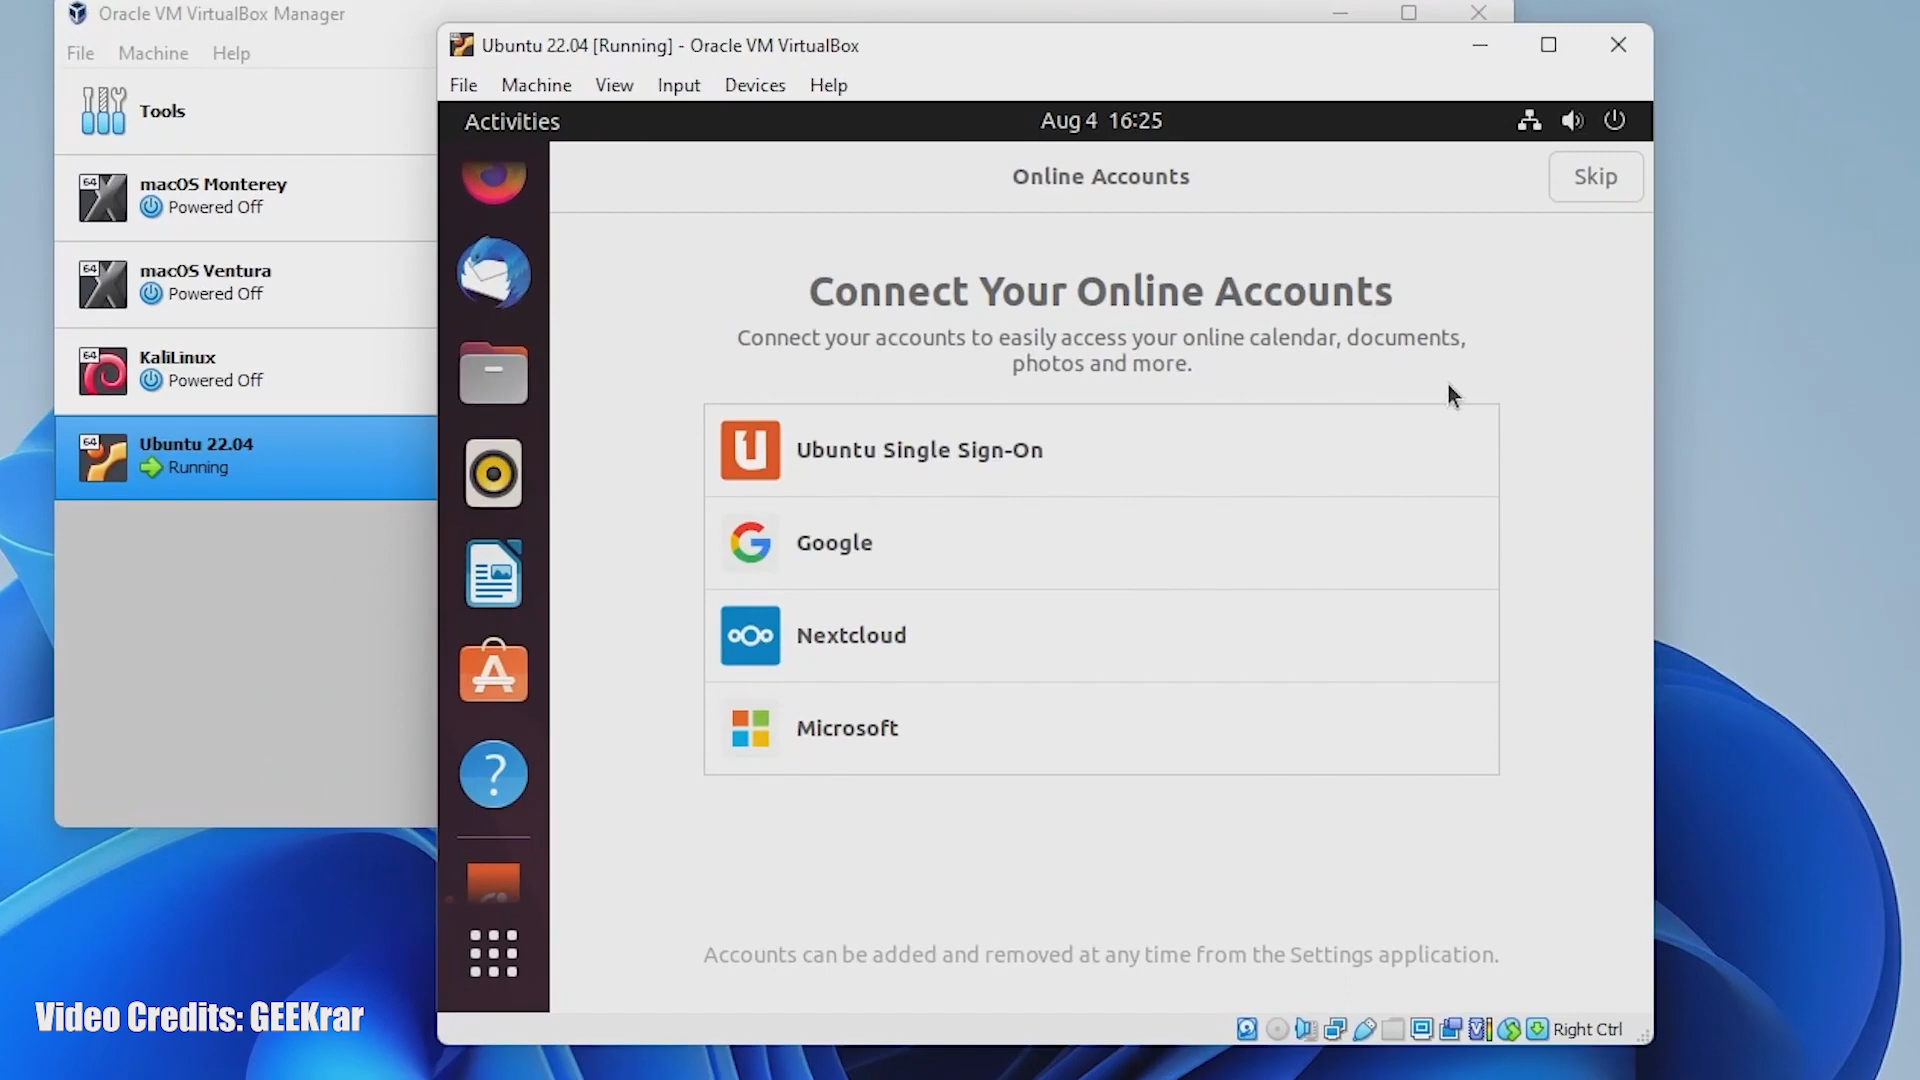 Oracle VM VirtualBox Manager
File Machine Help
Tools
64
macOS Monterey
Powered Off
64
macOS Ventura
Powered Off
64
KaliLinux
Powered Off
64
Ubuntu 22.04
Running
Ubuntu 22.04 [Running] - Oracle VM VirtualBox
File Machine View Input Devices Help
Activities
Aug 4 16:25
Online Accounts
Skip
Connect Your Online Accounts
Connect your accounts to easily access your online calendar, documents,
photos and more.
Ubuntu Single Sign-On
Google
Nextcloud
Microsoft
Accounts can be added and removed at any time from the Settings application.
Right Ctrl
Video Credits: GEEKrar